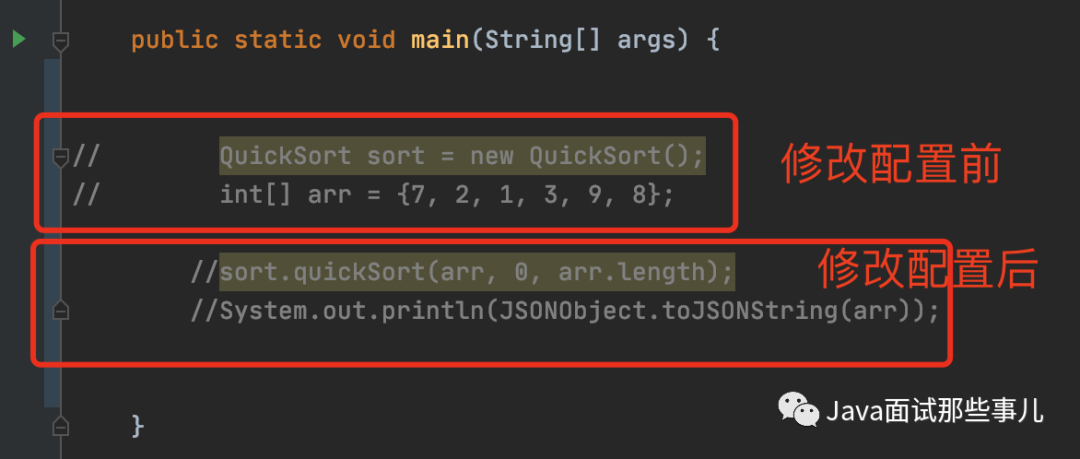 public static void main(String[] args) {
//        QuickSort sort = new QuickSort();
修改配置前
//        int[] arr = {7, 2, 1, 3, 9, 8};
//sort.quickSort(arr, 0, arr.length);
修改配置后
//System.out.println(JSONObject.toJSONString(arr));
Java面试那些事儿
}